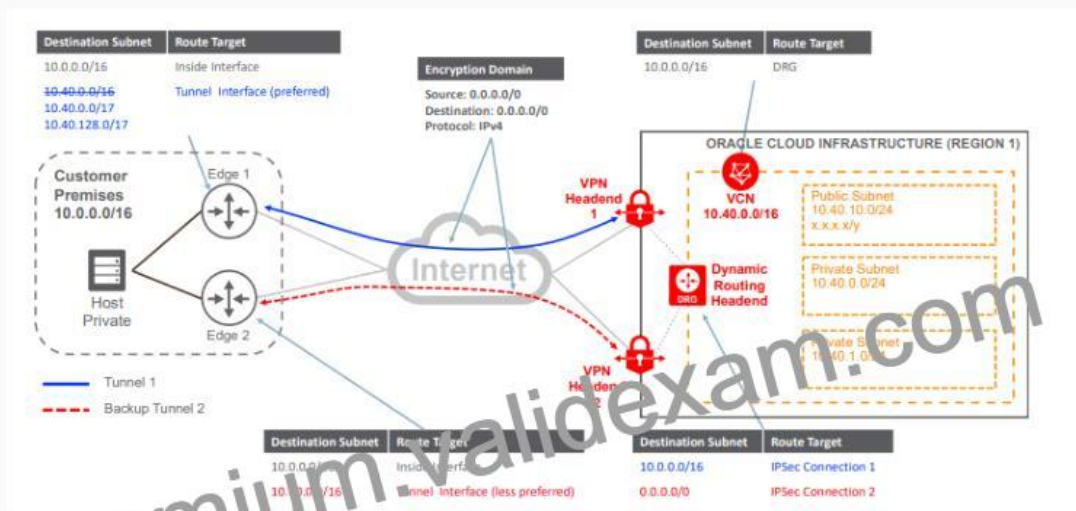 Destination Subnet Route Target
10.0.0.0/16 Inside Interface
10.40.0.0/16 Tunnel Interface (preferred)
10.40.0.0/17
10.40.128.0/17
Encryption Domain
Source: 0.0.0.0/0
Destination: 0.0.0.0/0
Protocol: IPv4
Destination Subnet Route Target
10.0.0.0/16 DRG
ORACLE CLOUD INFRASTRUCTURE (REGION 1)
Customer
Premises
10.0.0.0/16
Edge 1
Host
Private
Edge 2
Internet
VPN
Headend
1
VCN
10.40.0.0/16
Public Subnet
10.40.10.0/24
x.x.x.x/y
DRG
Dynamic
Routing
Headend
Private Subnet
10.40.0.0/24
Private Subnet
VPN
Tunnel 1
Backup Tunnel 2
Destination Subnet Route Target
Tunnel Interface (less preferred)
Destination Subnet Route Target
10.0.0.0/16 IPSec Connection 1
0.0.0.0/0 IPSec Connection 2
mium.validexam.com